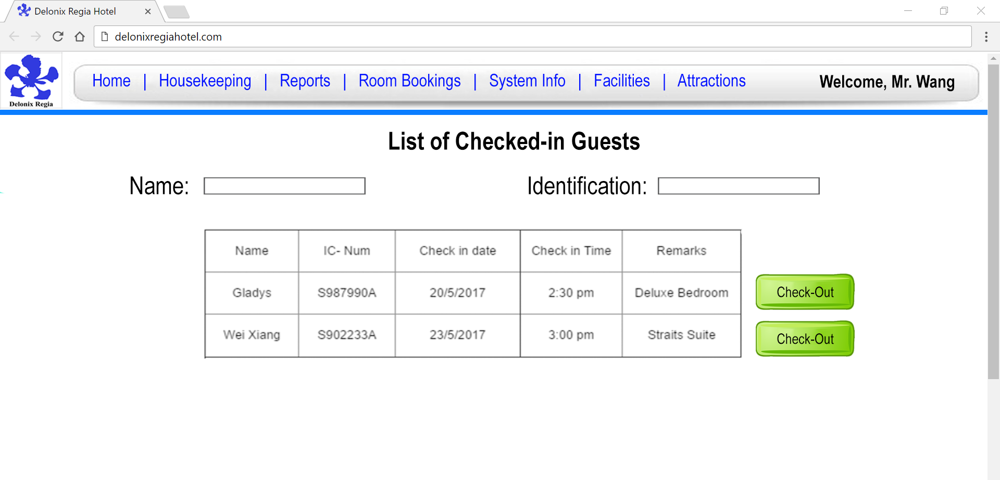 Delonix Regia Hotel
delonixregiahotel.com
Delonix Regia
Home | Housekeeping | Reports | Room Bookings | System Info | Facilities | Attractions
Welcome, Mr. Wang
List of Checked-in Guests
Name: Identification:
Name IC- Num Check in date Check in Time Remarks
Gladys S987990A 20/5/2017 2:30 pm Deluxe Bedroom Check-Out
Wei Xiang S902233A 23/5/2017 3:00 pm Straits Suite Check-Out